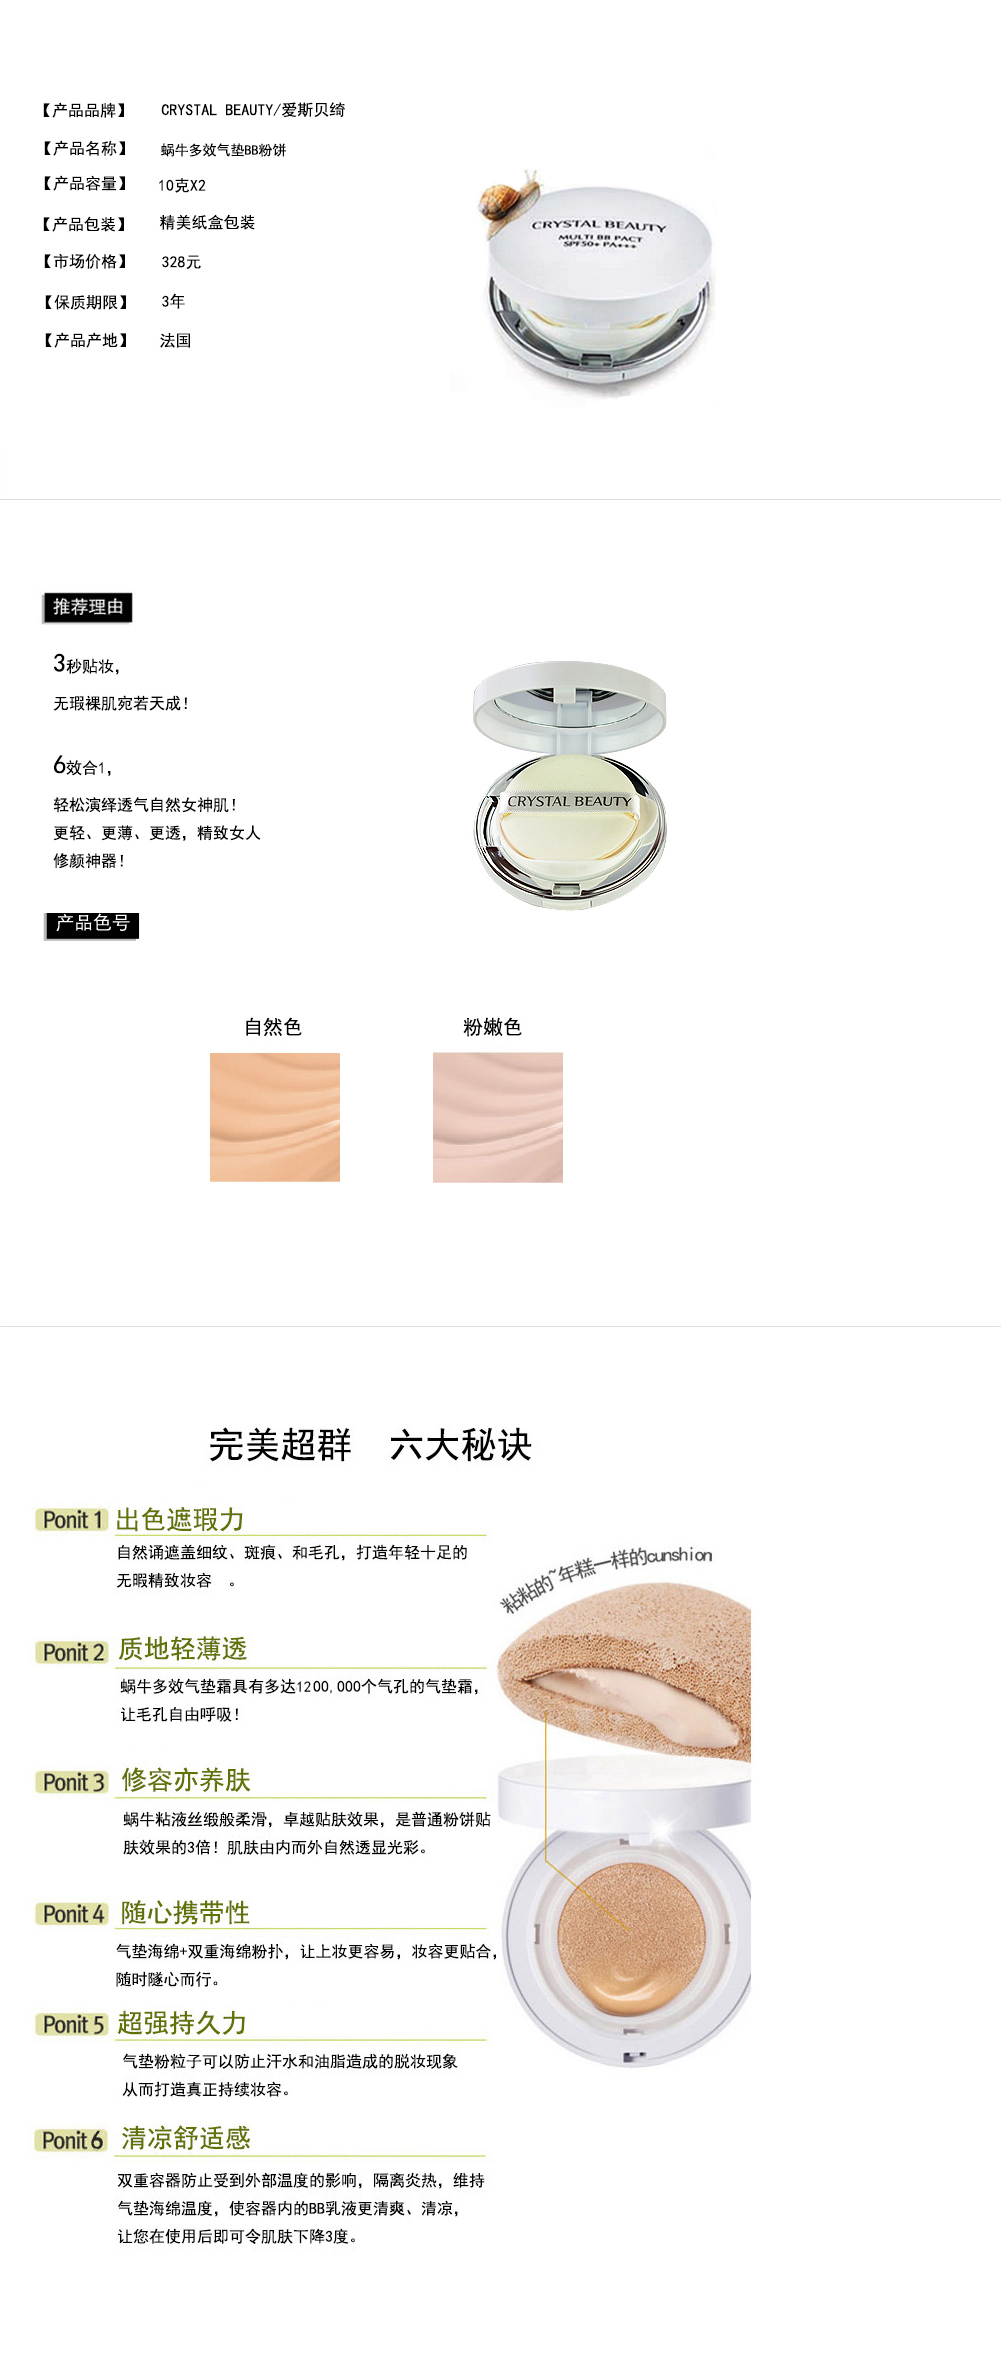 【产品品牌】 CRYSTAL BEAUTY/爱斯贝绮
【产品名称】 蜗牛多效气垫BB粉饼
【产品容量】 10克X2
【产品包装】 精美纸盒包装
【市场价格】 328元
【保质期限】 3年
【产品产地】 法国
CRYSTAL BEAUTY
MULTI BB PACT
SPF50+ PA+++
推荐理由
3秒贴妆，
无瑕裸肌宛若天成！
6效合1，
轻松演绎透气自然女神肌！
更轻、更薄、更透，精致女人
修颜神器！
CRYSTAL BEAUTY
产品色号
自然色 粉嫩色
完美超群 六大秘诀
Ponit 1 出色遮瑕力
自然诵遮盖细纹、斑痕、和毛孔，打造年轻十足的
无暇精致妆容 。
粘粘的~年糕一样的cunshion
Ponit 2 质地轻薄透
蜗牛多效气垫霜具有多达1200,000个气孔的气垫霜，
让毛孔自由呼吸！
Ponit 3 修容亦养肤
蜗牛粘液丝缎般柔滑，卓越贴肤效果，是普通粉饼贴
肤效果的3倍！肌肤由内而外自然透显光彩。
Ponit 4 随心携带性
气垫海绵+双重海绵粉扑，让上妆更容易，妆容更贴合，
随时隧心而行。
Ponit 5 超强持久力
气垫粉粒子可以防止汗水和油脂造成的脱妆现象
从而打造真正持续妆容。
Ponit 6 清凉舒适感
双重容器防止受到外部温度的影响，隔离炎热，维持
气垫海绵温度，使容器内的BB乳液更清爽、清凉，
让您在使用后即可令肌肤下降3度。